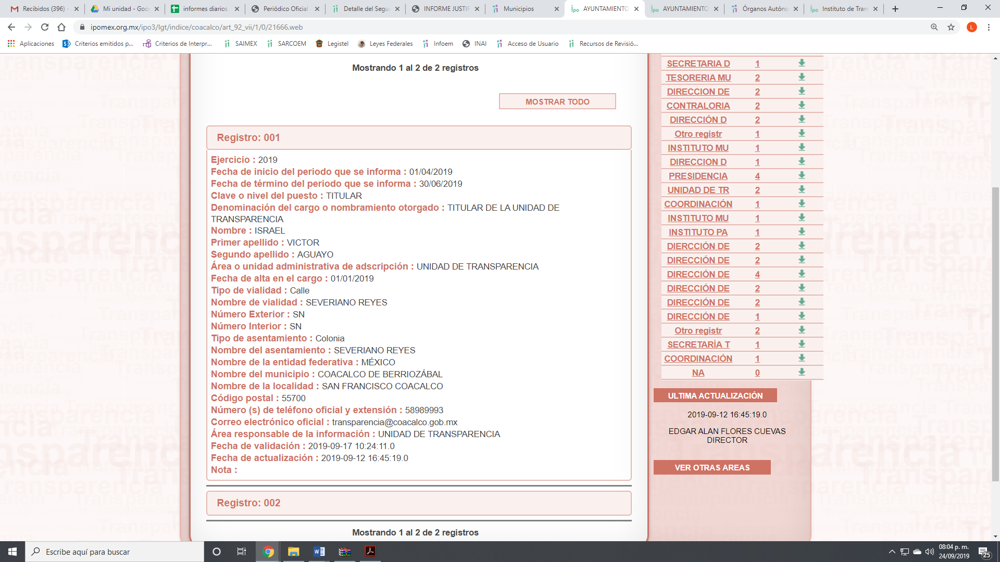 Recibidos (396) -
Mi unidad - Goo
informes diarios
Periódico Oficial
Detalle del Segui
INFORME JUSTIF
Municipios
AYUNTAMIENTO
AYUNTAMIENTO
Órganos Autóno
Instituto de Tran
ipomex.org.mx/ipo3/lgt/indice/coacalco/art_92_vii/1/0/21666.web
L
Aplicaciones
Criterios emitidos p...
Criterios de Interpr...
SAIMEX
SARCOEM
Legistel
Leyes Federales
Infoem
INAI
Acceso de Usuario
Recursos de Revisió...
Mostrando 1 al 2 de 2 registros
MOSTRAR TODO
Registro: 001
Ejercicio : 2019
Fecha de inicio del periodo que se informa : 01/04/2019
Fecha de término del periodo que se informa : 30/06/2019
Clave o nivel del puesto : TITULAR
Denominación del cargo o nombramiento otorgado : TITULAR DE LA UNIDAD DE
TRANSPARENCIA
Nombre : ISRAEL
Primer apellido : VICTOR
Segundo apellido : AGUAYO
Área o unidad administrativa de adscripción : UNIDAD DE TRANSPARENCIA
Fecha de alta en el cargo : 01/01/2019
Tipo de vialidad : Calle
Nombre de vialidad : SEVERIANO REYES
Número Exterior : SN
Número Interior : SN
Tipo de asentamiento : Colonia
Nombre del asentamiento : SEVERIANO REYES
Nombre de la entidad federativa : MÉXICO
Nombre del municipio : COACALCO DE BERRIOZÁBAL
Nombre de la localidad : SAN FRANCISCO COACALCO
Código postal : 55700
Número (s) de teléfono oficial y extensión : 58989993
Correo electrónico oficial : transparencia@coacalco.gob.mx
Área responsable de la información : UNIDAD DE TRANSPARENCIA
Fecha de validación : 2019-09-17 10:24:11.0
Fecha de actualización : 2019-09-12 16:45:19.0
Nota :
Registro: 002
Mostrando 1 al 2 de 2 registros
SECRETARIA D 1
TESORERIA MU 2
DIRECCION DE 2
CONTRALORIA 2
DIRECCIÓN D 2
Otro registr 1
INSTITUTO MU 1
DIRECCION D 1
PRESIDENCIA 4
UNIDAD DE TR 2
COORDINACIÓN 1
INSTITUTO MU 1
INSTITUTO PA 1
DIERCCIÓN DE 2
DIRECCIÓN DE 2
DIRECCIÓN DE 4
DIRECCIÓN DE 2
DIRECCIÓN DE 2
DIRECCIÓN DE 1
Otro registr 2
SECRETARÍA T 1
COORDINACIÓN 1
NA 0
ULTIMA ACTUALIZACIÓN
2019-09-12 16:45:19.0
EDGAR ALAN FLORES CUEVAS
DIRECTOR
VER OTRAS AREAS
Escribe aquí para buscar
08:04 p. m.
24/09/2019
25